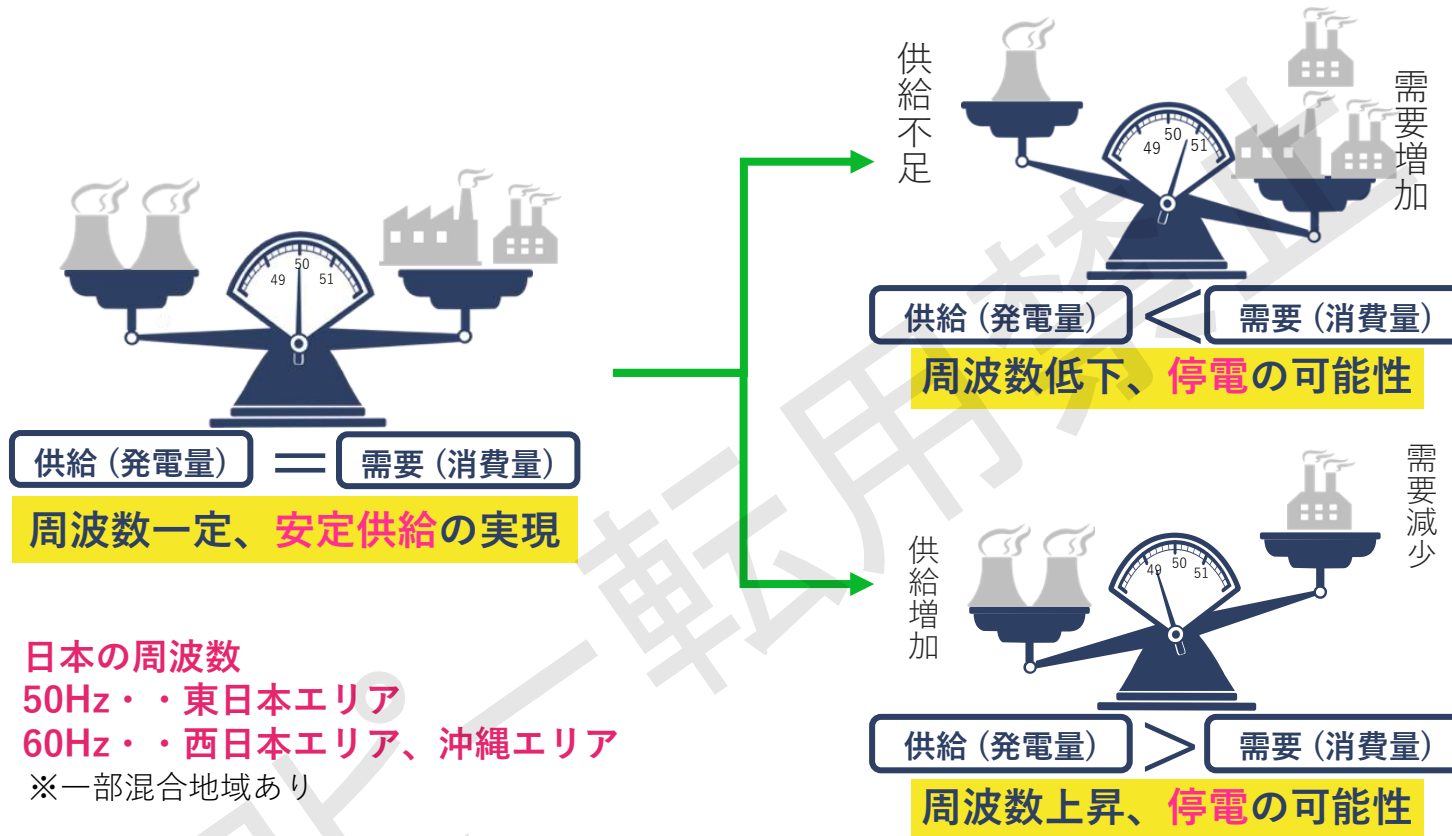 49 50 51
供給（発電量） ＝ 需要（消費量）
周波数一定、安定供給の実現
日本の周波数
50Hz・・東日本エリア
60Hz・・西日本エリア、沖縄エリア
※一部混合地域あり
供給不足
49 50 51
需要増加
供給（発電量） ＜ 需要（消費量）
周波数低下、停電の可能性
供給増加
49 50 51
需要減少
供給（発電量） ＞ 需要（消費量）
周波数上昇、停電の可能性
ピー転用禁止